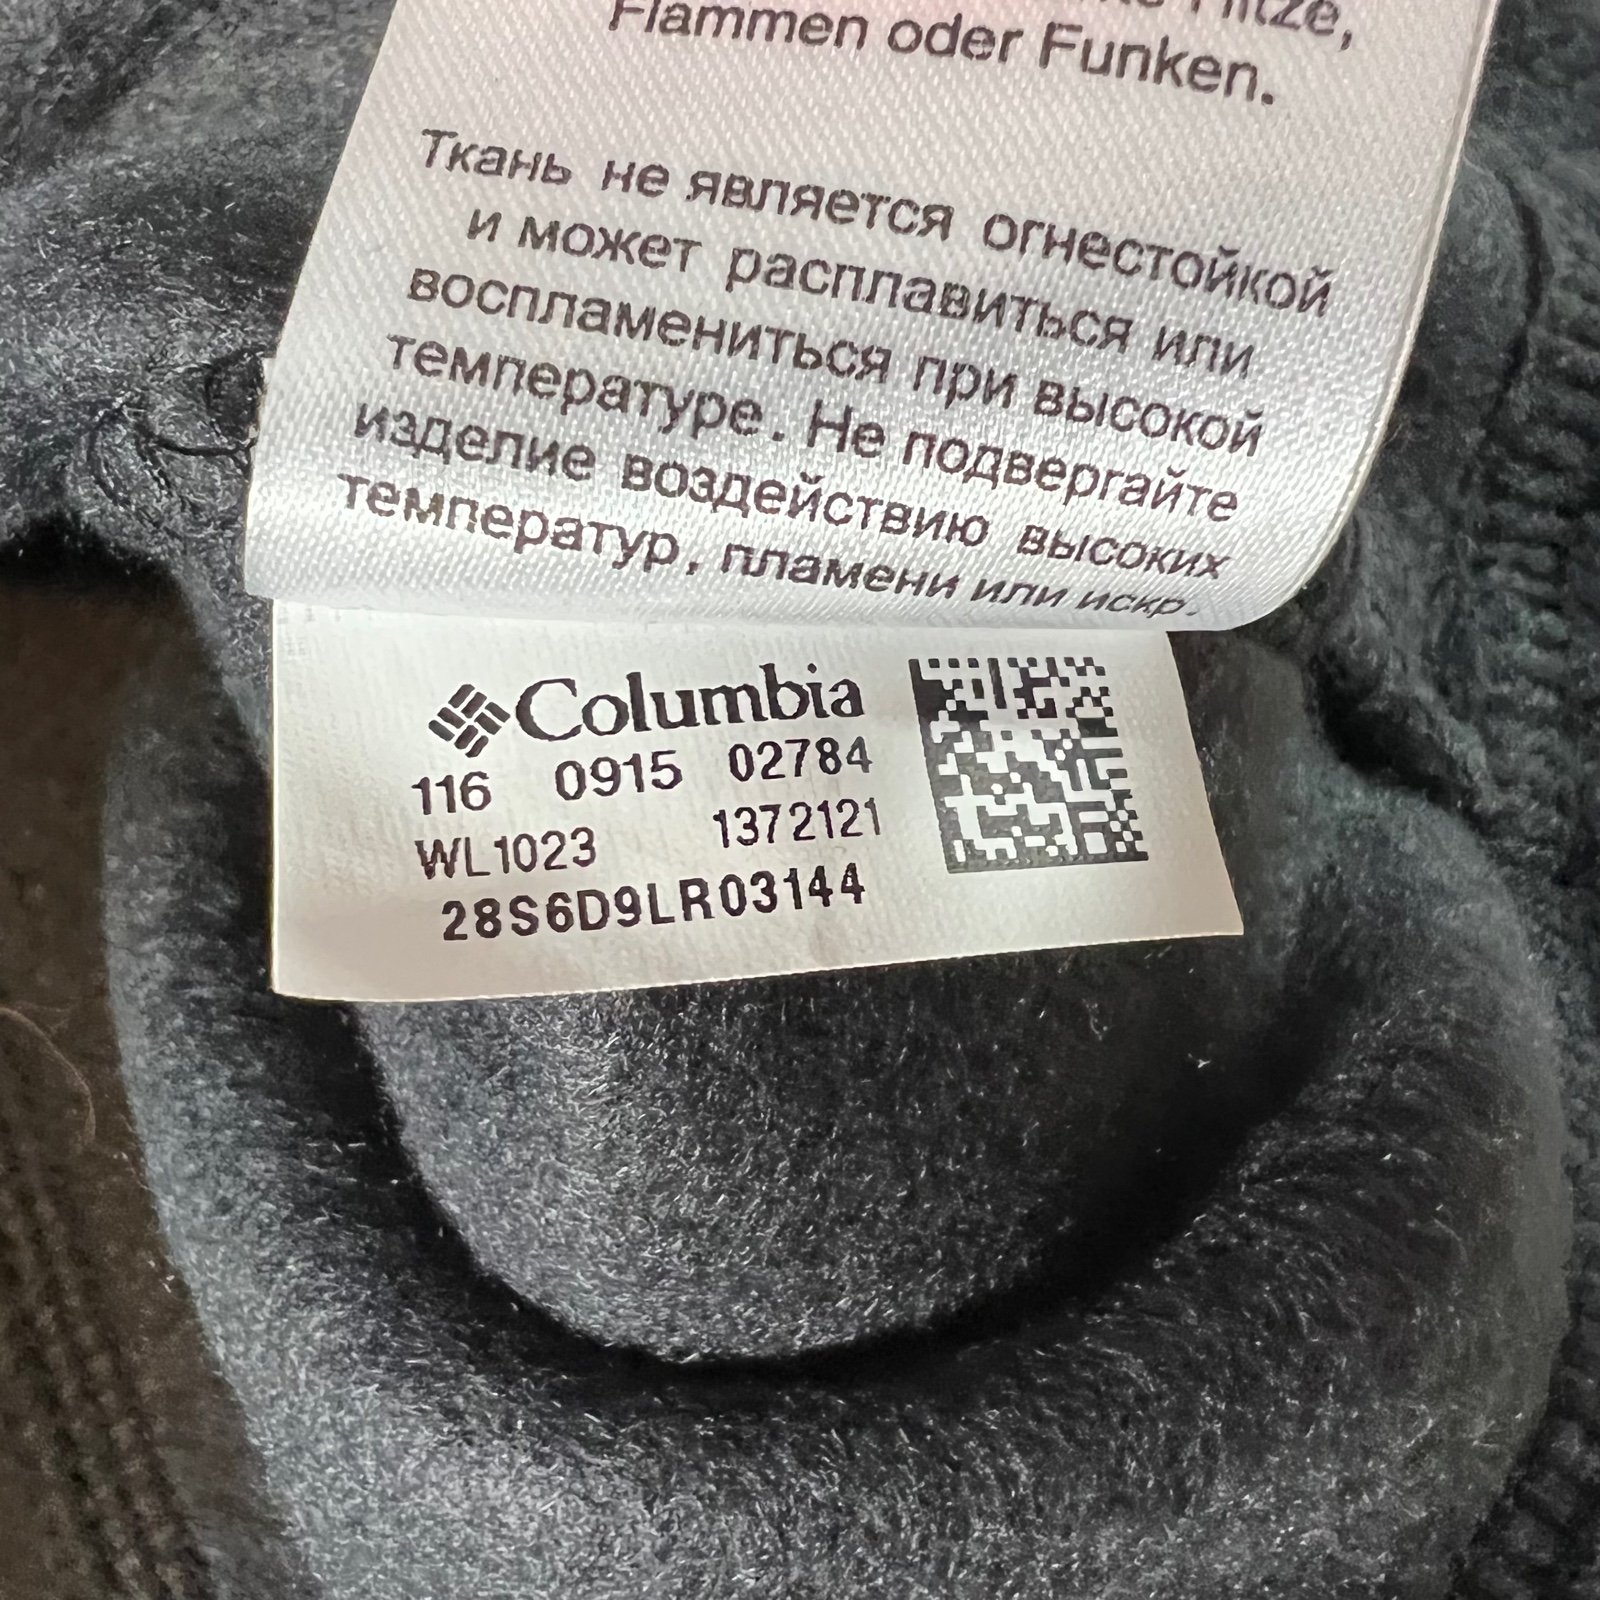 Hitze,
Flammen oder Funken.
Ткань не является огнестойкой
и может расплавиться или
воспламениться при высокой
температуре. Не подвергайте
изделие воздействию высоких
температур, пламени или искр.
Columbia
116 0915 02784
WL1023 1372121
28S6D9LR03144